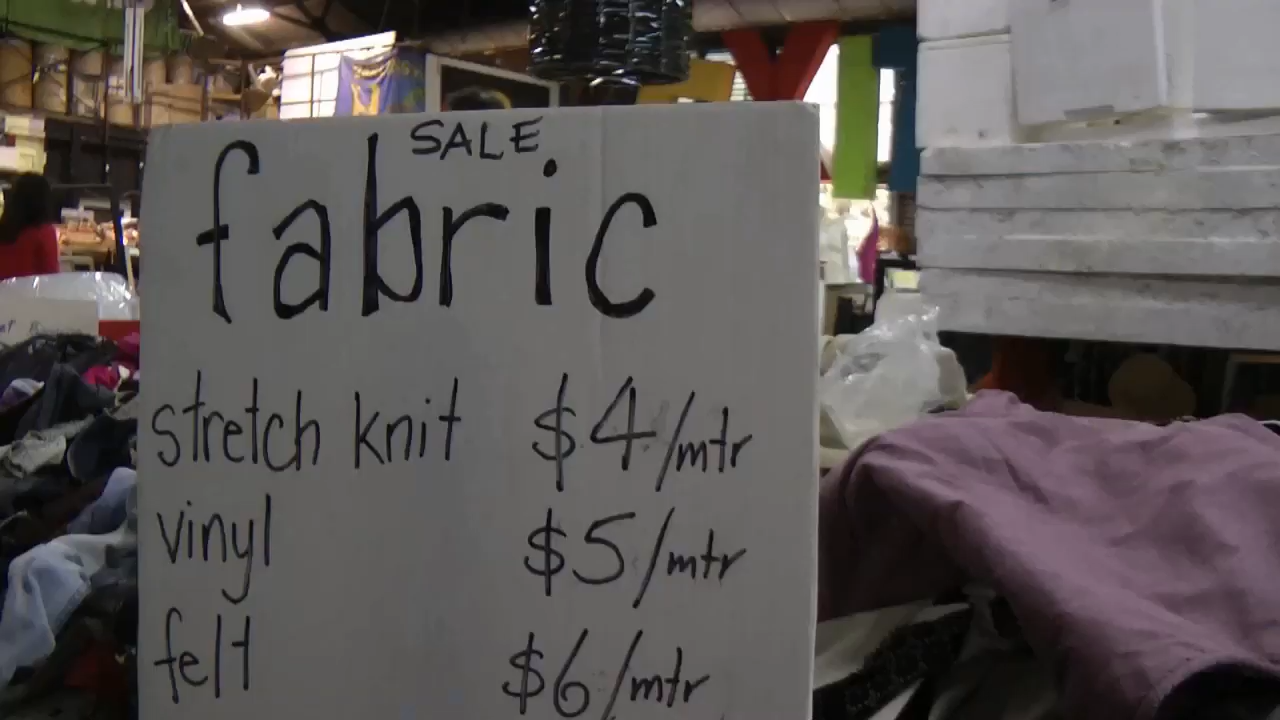 SALE
fabric
stretch knit $4/mtr
vinyl $5/mtr
felt $6/mtr